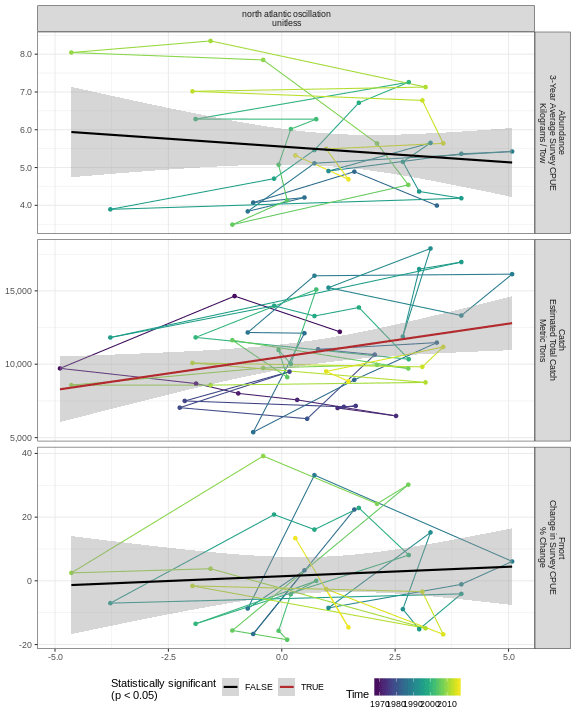 north atlantic oscillation
unitless
8.0
7.0
6.0
5.0
4.0
Abundance
3-Year Average Survey CPUE
Kilograms / Tow
15,000
10,000
5,000
Catch
Estimated Total Catch
Metric Tons
40
20
0
-20
Fmort
Change in Survey CPUE
% Change
-5.0
-2.5
0.0
2.5
5.0
Statistically significant
(p < 0.05)
FALSE
TRUE
Time
1970
1980
1990
2000
2010